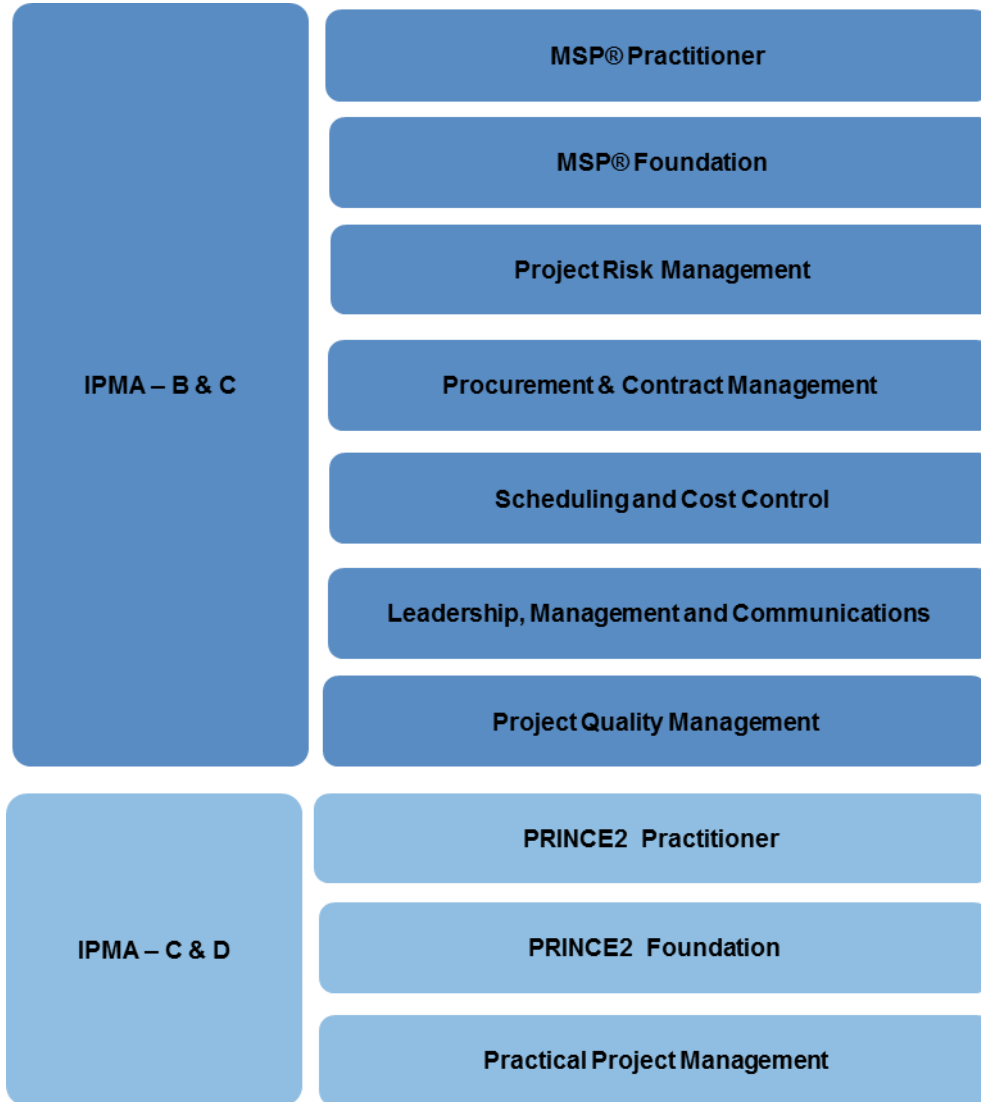 MSP® Practitioner
MSP® Foundation
Project Risk Management
IPMA – B & C
Procurement & Contract Management
Scheduling and Cost Control
Leadership, Management and Communications
Project Quality Management
PRINCE2 Practitioner
IPMA – C & D
PRINCE2 Foundation
Practical Project Management